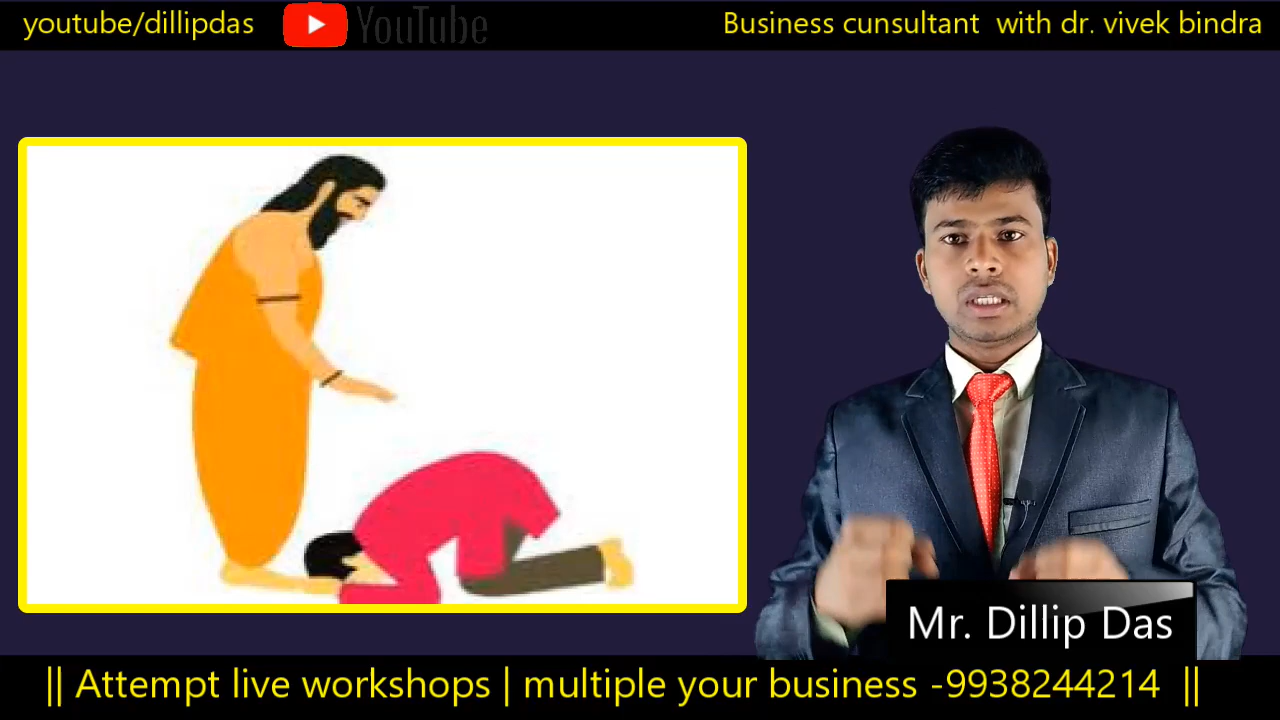 youtube/dillipdas YouTube Business cunsultant with dr. vivek bindra
Mr. Dillip Das
|| Attempt live workshops | multiple your business -9938244214 ||